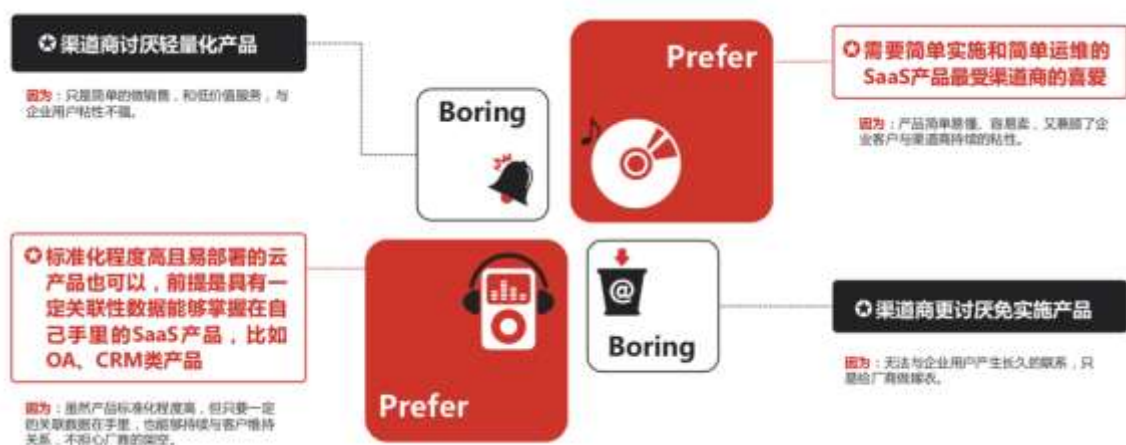 渠道商讨厌轻量化产品
因为：只是简单的做销售，和低价值服务，与
企业用户粘性不强。
Boring
Prefer
需要简单实施和简单运维的
SaaS产品最受渠道商的喜爱
因为：产品简单易懂、容易卖，又兼顾了企
业客户与渠道商持续的粘性。
标准化程度高且易部署的云
产品也可以，前提是具有一
定关联性数据能够掌握在自
己手里的SaaS产品，比如
OA、CRM类产品
因为：虽然产品标准化程度高，但只要一定
的关联数据在手里，也能够持续与客户维持
关系，不担心厂商的架空。
Prefer
@
Boring
渠道商更讨厌免实施产品
因为：无法与企业用户产生长久的联系，只
是给厂商做嫁衣。